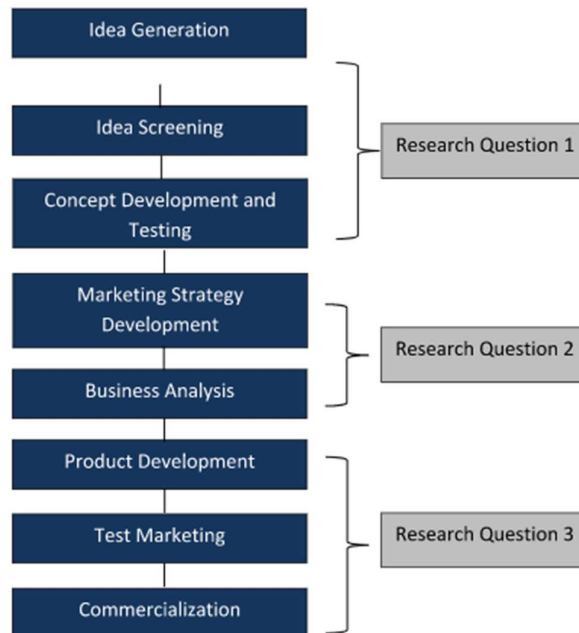 Idea Generation
Idea Screening
Research Question 1
Concept Development and
Testing
Marketing Strategy
Development
Research Question 2
Business Analysis
Product Development
Test Marketing
Research Question 3
Commercialization